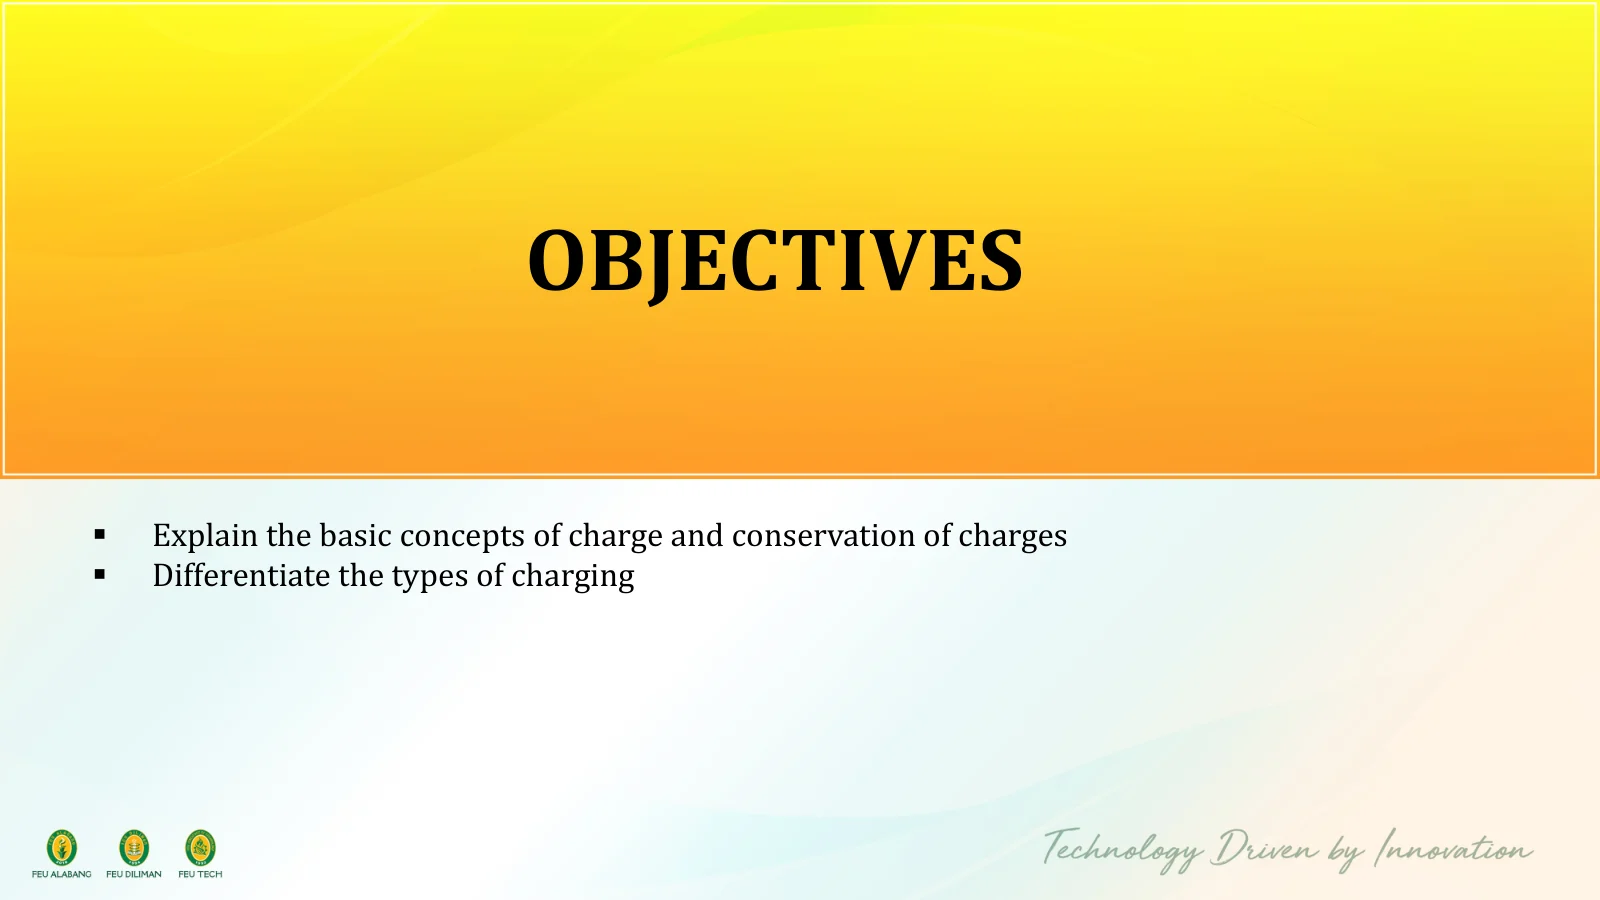 OBJECTIVES
▪ Explain the basic concepts of charge and conservation of charges
▪ Differentiate the types of charging
FEU ALABANG FEU DILIMAN FEU TECH
Technology Driven by Innovation